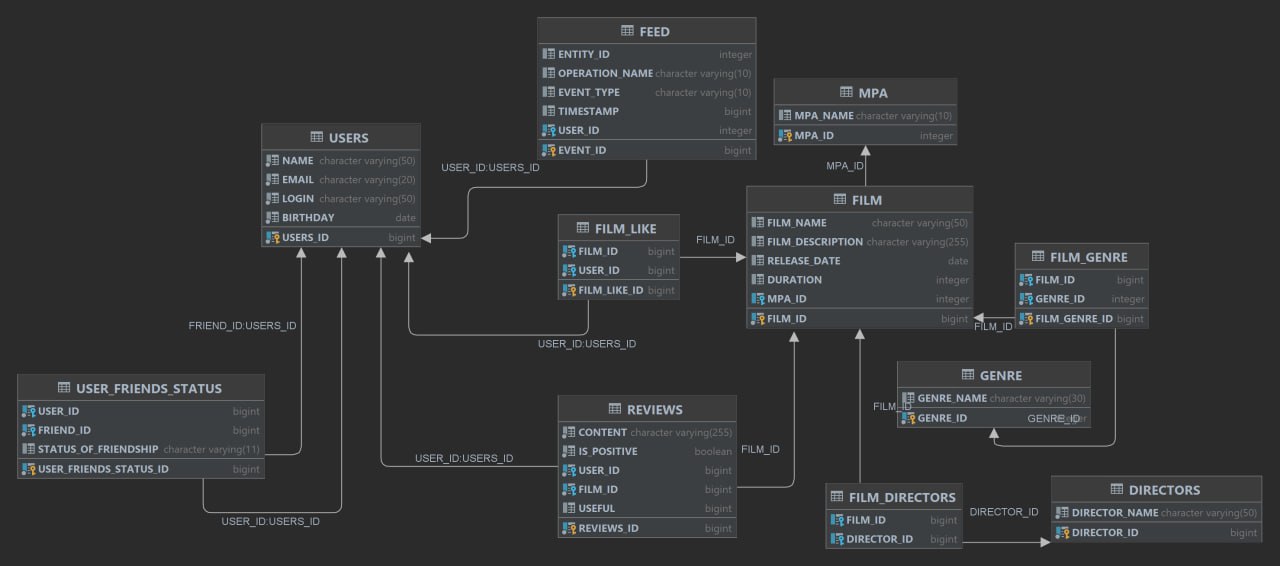 FEED
ENTITY_ID integer
OPERATION_NAME character varying(10)
EVENT_TYPE character varying(10)
TIMESTAMP bigint
USER_ID integer
EVENT_ID bigint
MPA
MPA_NAME character varying(10)
MPA_ID integer
USERS
NAME character varying(50)
EMAIL character varying(20)
LOGIN character varying(50)
BIRTHDAY date
USERS_ID bigint
USER_ID:USERS_ID
MPA_ID
FILM
FILM_NAME character varying(50)
FILM_DESCRIPTION character varying(255)
RELEASE_DATE date
DURATION integer
MPA_ID integer
FILM_ID bigint
FILM_LIKE
FILM_ID bigint
USER_ID bigint
FILM_LIKE_ID bigint
FILM_ID
USER_ID:USERS_ID
FILM_GENRE
FILM_ID bigint
GENRE_ID integer
FILM_GENRE_ID bigint
FILM_ID
FRIEND_ID:USERS_ID
GENRE
GENRE_NAME character varying(30)
GENRE_ID
GENRE_ID
FILM_ID
USER_FRIENDS_STATUS
USER_ID bigint
FRIEND_ID bigint
STATUS_OF_FRIENDSHIP character varying(11)
USER_FRIENDS_STATUS_ID bigint
USER_ID:USERS_ID
REVIEWS
CONTENT character varying(255)
IS_POSITIVE boolean
USER_ID bigint
FILM_ID bigint
USEFUL bigint
REVIEWS_ID bigint
USER_ID:USERS_ID
FILM_ID
FILM_DIRECTORS
FILM_ID bigint
DIRECTOR_ID bigint
DIRECTOR_ID
DIRECTORS
DIRECTOR_NAME character varying(50)
DIRECTOR_ID bigint